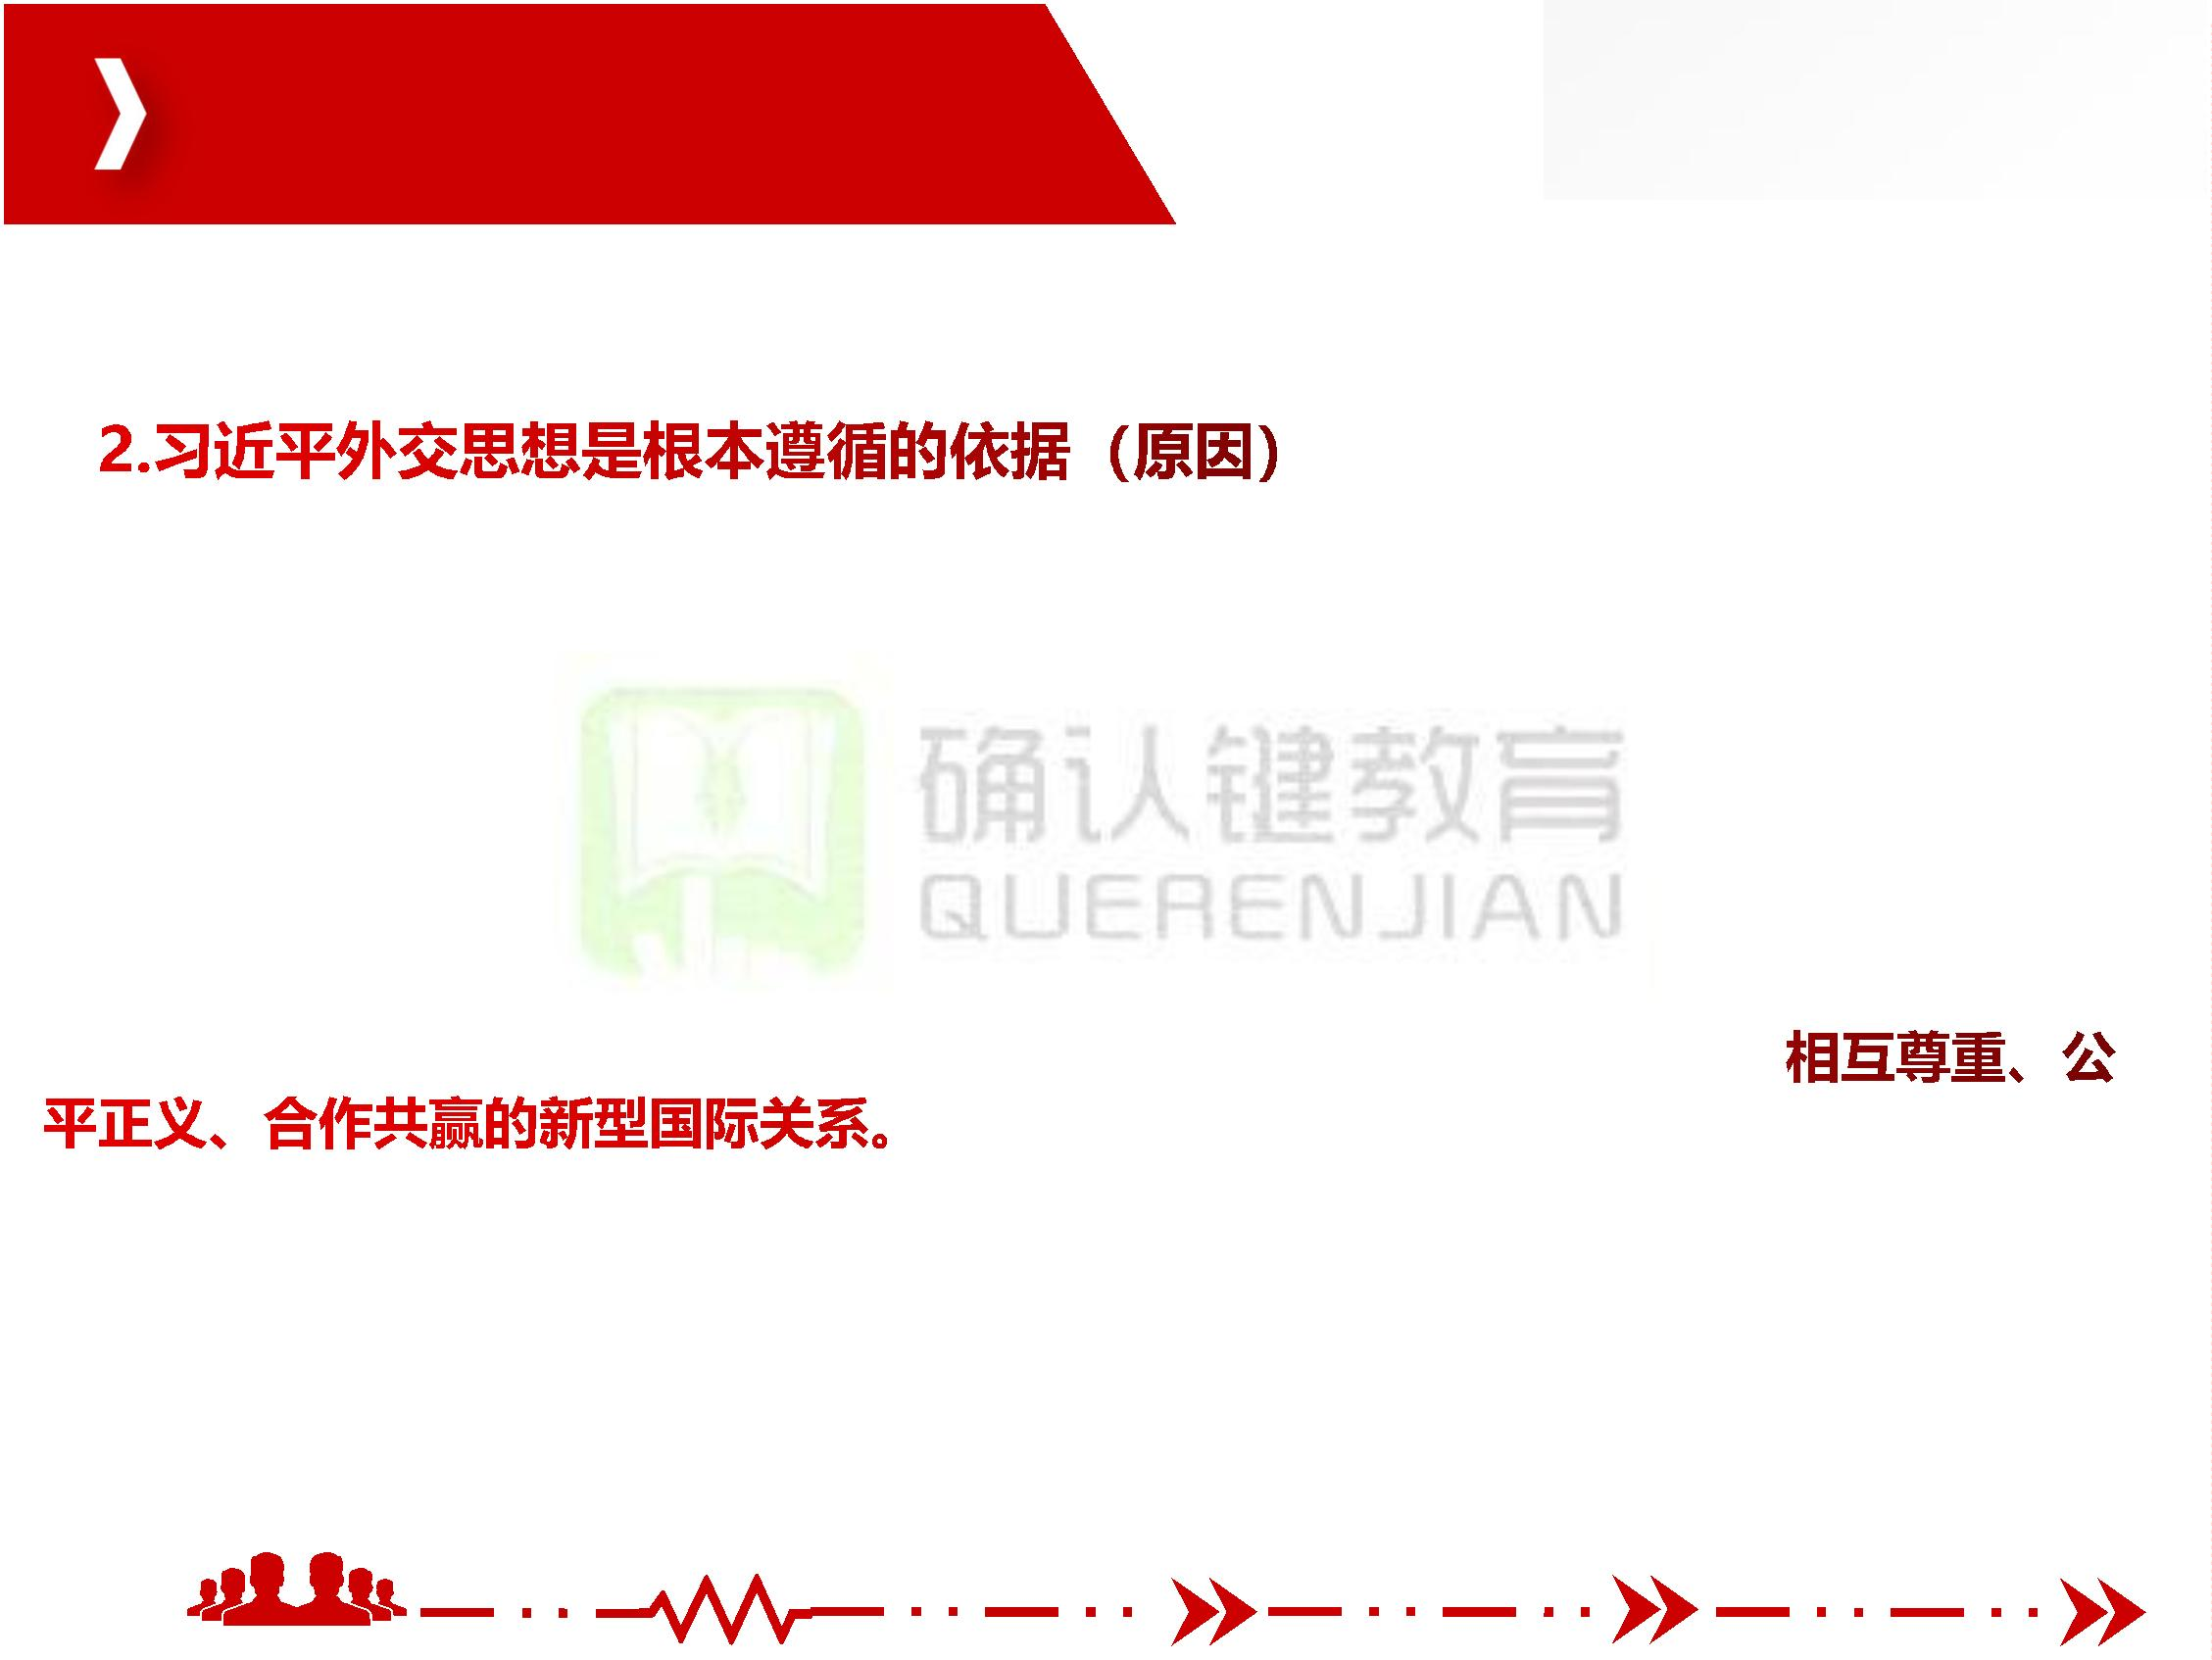 2.习近平外交思想是根本遵循的依据（原因）
确认键教育
QUERENJIAN
相互尊重、公
平正义、合作共赢的新型国际关系。